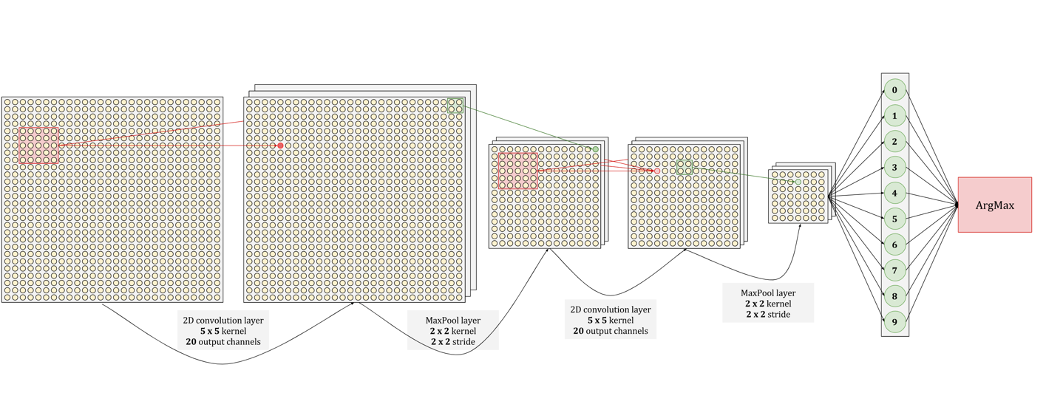 2D convolution layer
5 x 5 kernel
20 output channels
MaxPool layer
2 x 2 kernel
2 x 2 stride
2D convolution layer
5 x 5 kernel
20 output channels
MaxPool layer
2 x 2 kernel
2 x 2 stride
0
1
2
3
4
5
6
7
8
9
ArgMax